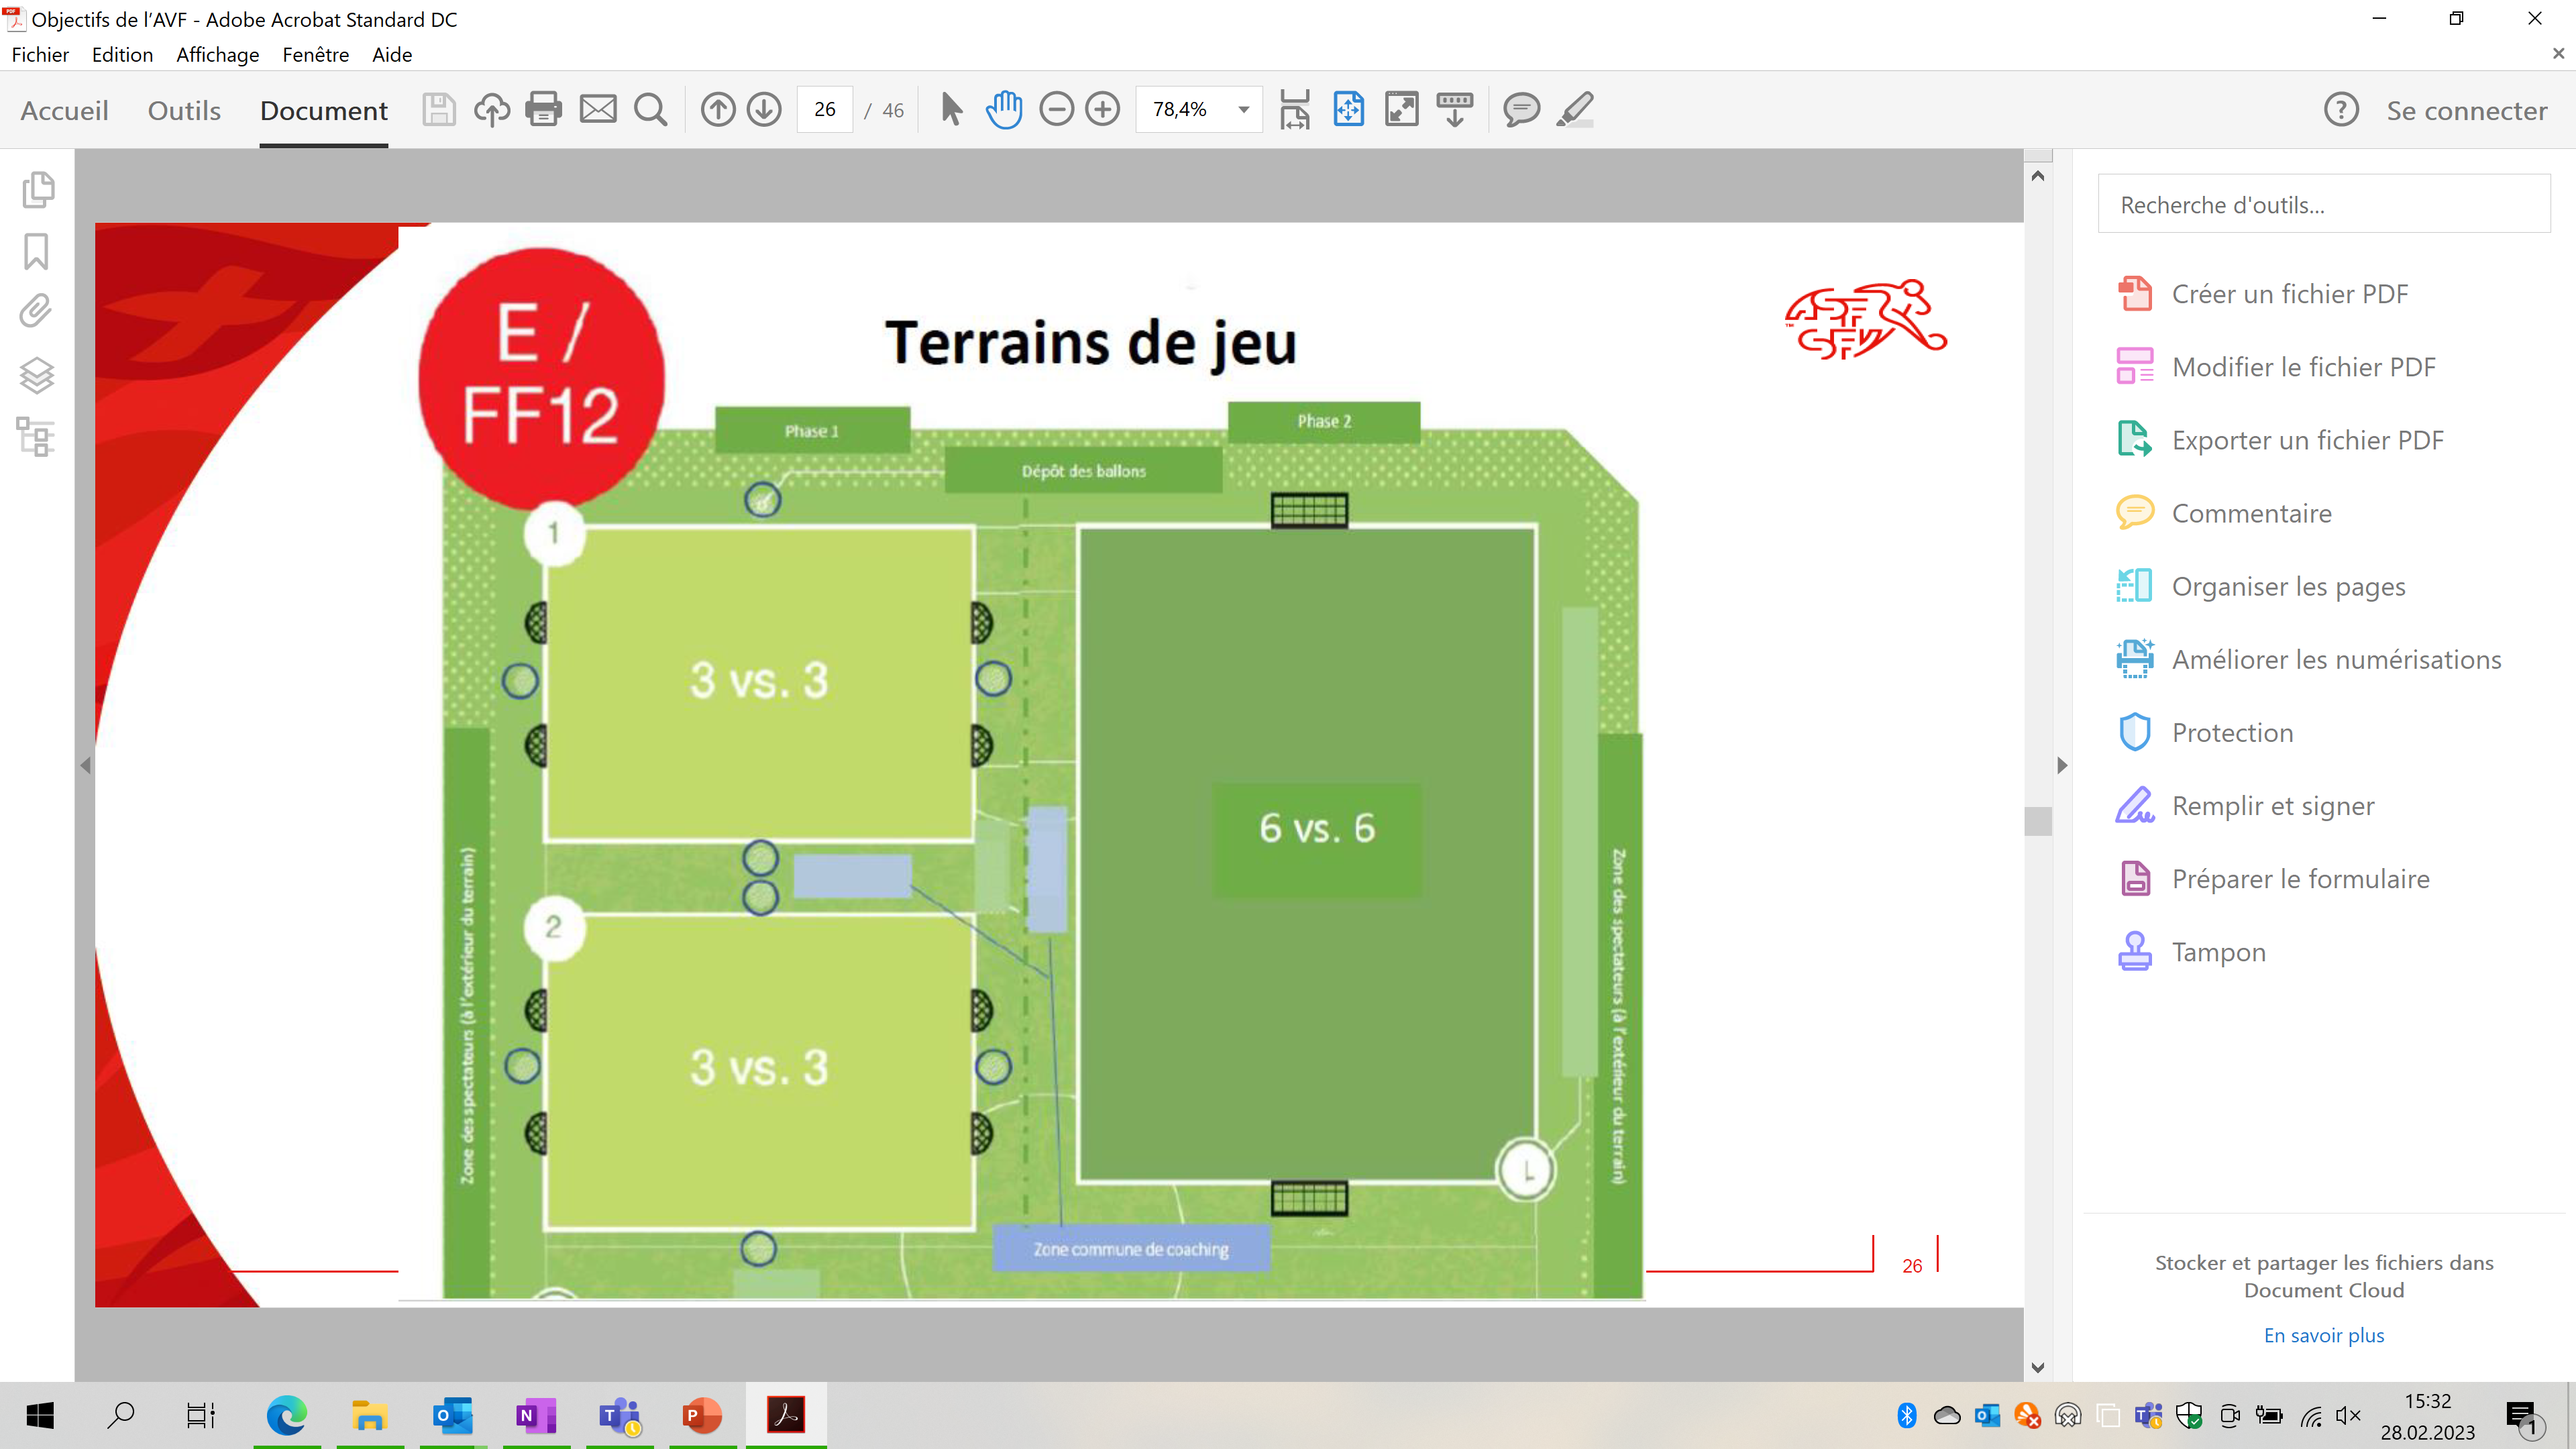 Objectifs de l'AVF - Adobe Acrobat Standard DC
Fichier Edition Affichage Fenêtre Aide
Accueil Outils Document 26 / 46 78,4% Se connecter
Recherche d'outils...
Créer un fichier PDF
Modifier le fichier PDF
Exporter un fichier PDF
Commentaire
Organiser les pages
Améliorer les numérisations
Protection
Remplir et signer
Préparer le formulaire
Tampon
Stocker et partager les fichiers dans
Document Cloud
En savoir plus
E /
FF12
Terrains de jeu
ASF
SFV
Phase 1
Phase 2
Dépôt des ballons
1
3 vs. 3
2
3 vs. 3
6 vs. 6
1
Zone des spectateurs (à l'extérieur du terrain)
Zone des spectateurs (à l'extérieur du terrain)
Zone commune de coaching
26
15:32
28.02.2023
1